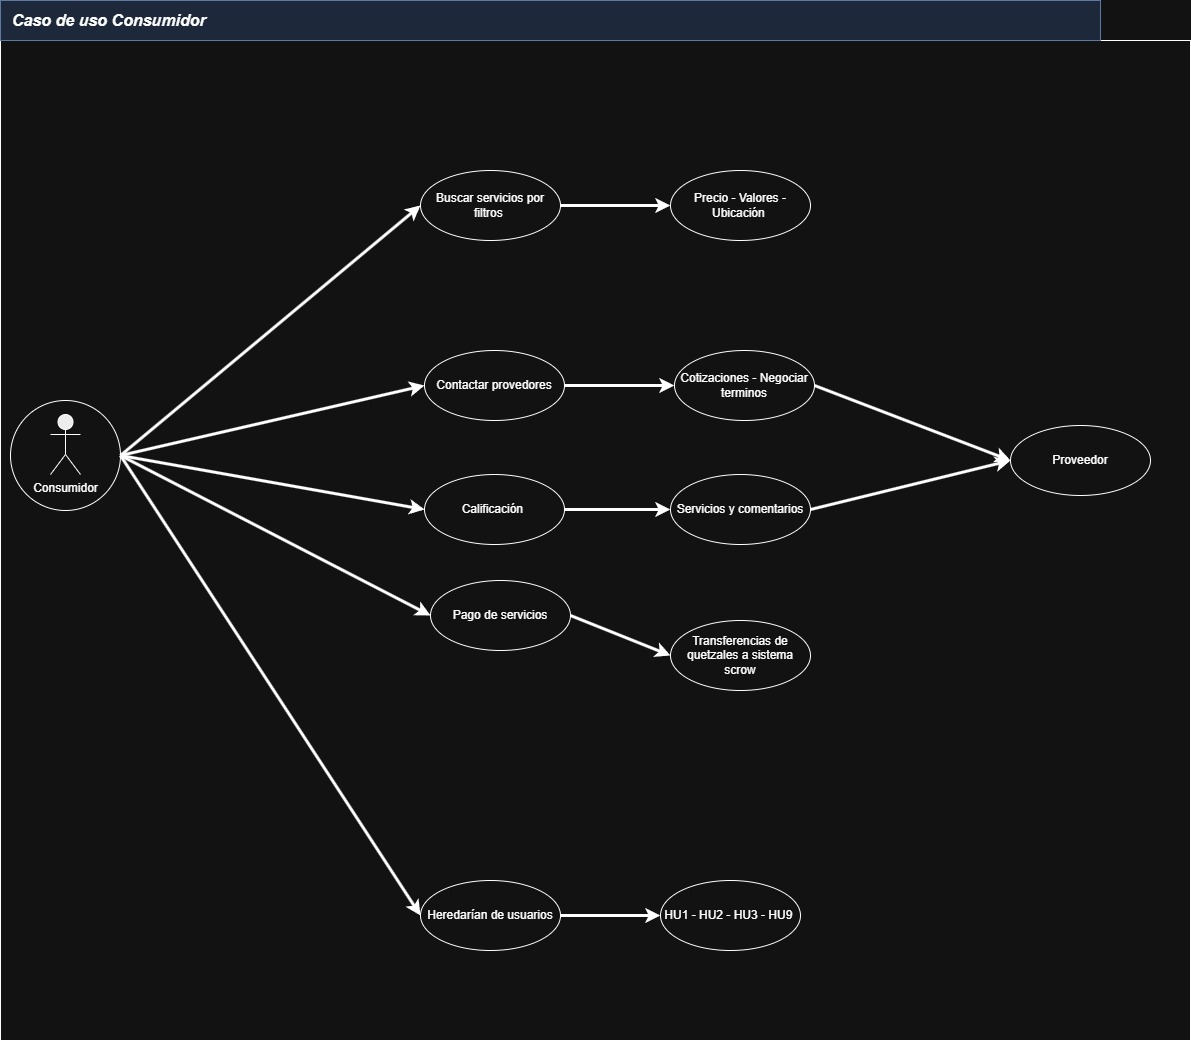 Caso de uso Consumidor
Buscar servicios por
filtros
Precio - Valores -
Ubicación
Contactar provedores
Cotizaciones - Negociar
terminos
Consumidor
Proveedor
Calificación
Servicios y comentarios
Pago de servicios
Transferencias de
quetzales a sistema
scrow
Heredarían de usuarios
HU1 - HU2 - HU3 - HU9